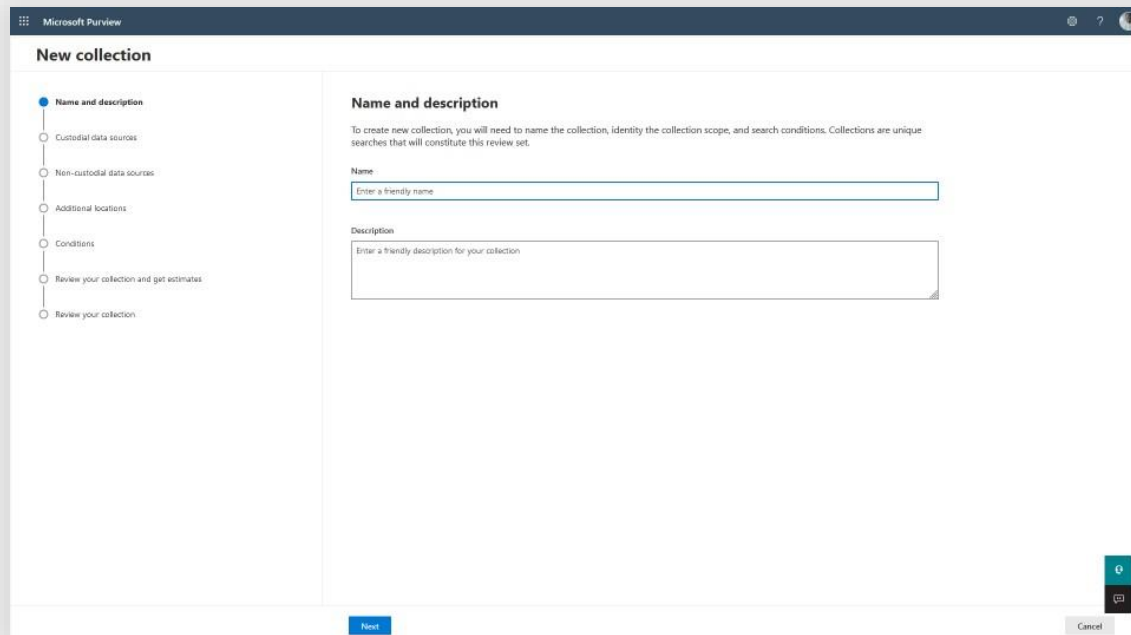 Microsoft Purview
?
New collection
Name and description
Custodial data sources
Non-custodial data sources
Additional locations
Conditions
Review your collection and get estimates
Review your collection
Name and description
To create new collection, you will need to name the collection, identity the collection scope, and search conditions. Collections are unique
searches that will constitute this review set.
Name
Enter a friendly name
Description
Enter a friendly description for your collection
Next
Cancel